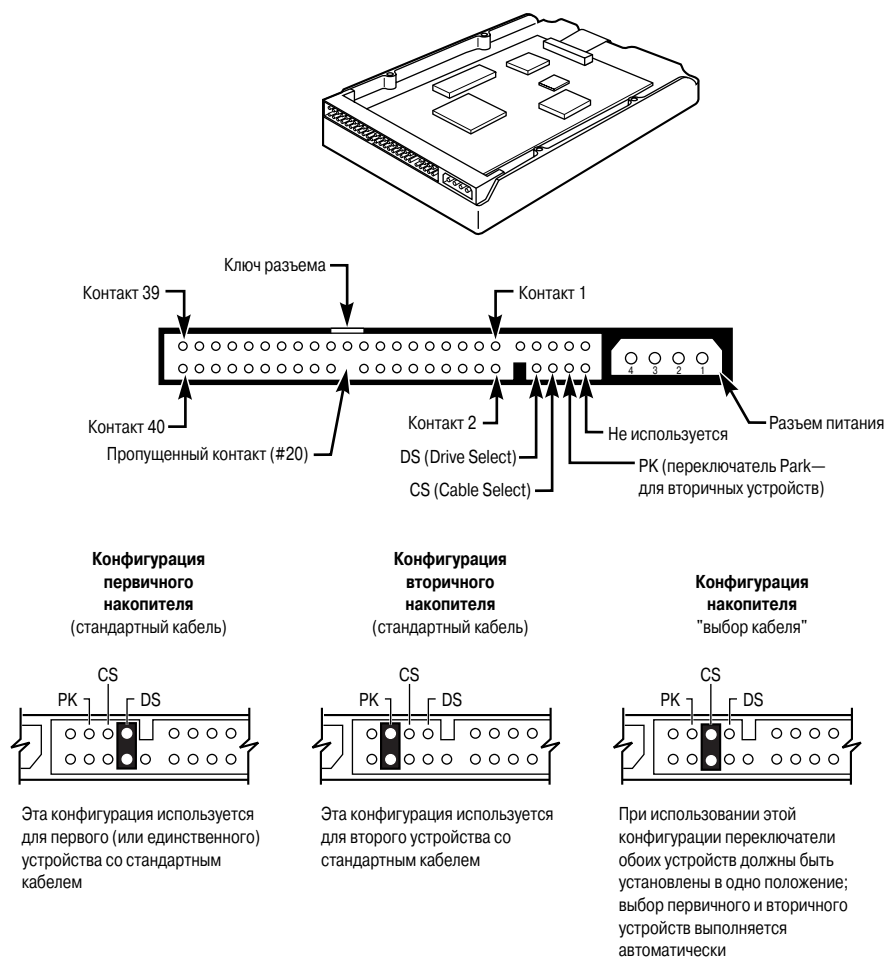 Ключ разъема
Контакт 39
Контакт 1
4 3 2 1
Контакт 40
Контакт 2
Разъем питания
Не используется
Пропущенный контакт (#20)
DS (Drive Select)
PK (переключатель Park—
для вторичных устройств)
CS (Cable Select)
Конфигурация
первичного
накопителя
(стандартный кабель)
CS
PK
DS
Эта конфигурация используется
для первого (или единственного)
устройства со стандартным
кабелем
Конфигурация
вторичного
накопителя
(стандартный кабель)
CS
PK
DS
Эта конфигурация используется
для второго устройства со
стандартным кабелем
Конфигурация
накопителя
"выбор кабеля"
CS
PK
DS
При использовании этой
конфигурации переключатели
обоих устройств должны быть
установлены в одно положение;
выбор первичного и вторичного
устройств выполняется
автоматически